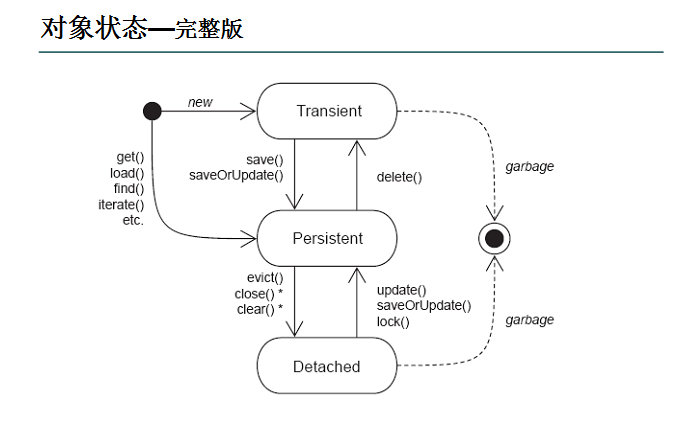 对象状态—完整版
new
Transient
get()
load()
find()
iterate()
etc.
save()
saveOrUpdate()
delete()
garbage
Persistent
evict()
close() *
clear() *
update()
saveOrUpdate()
lock()
garbage
Detached